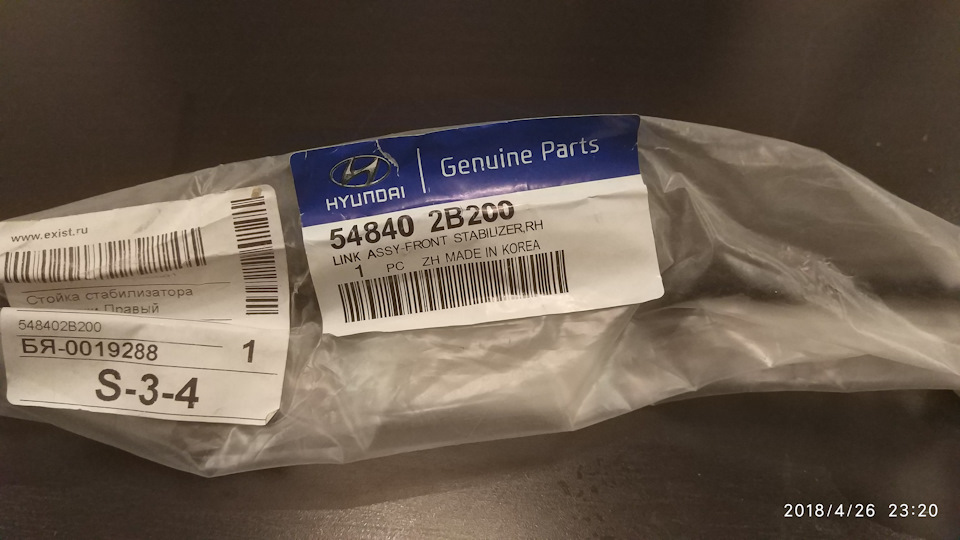 www.exist.ru
Стойка стабилизатора
Правый
548402B200
БЯ-0019288 1
S-3-4
HYUNDAI | Genuine Parts
54840 2B200
LINK ASSY-FRONT STABILIZER,RH
1 PC ZH MADE IN KOREA
2018/4/26 23:20